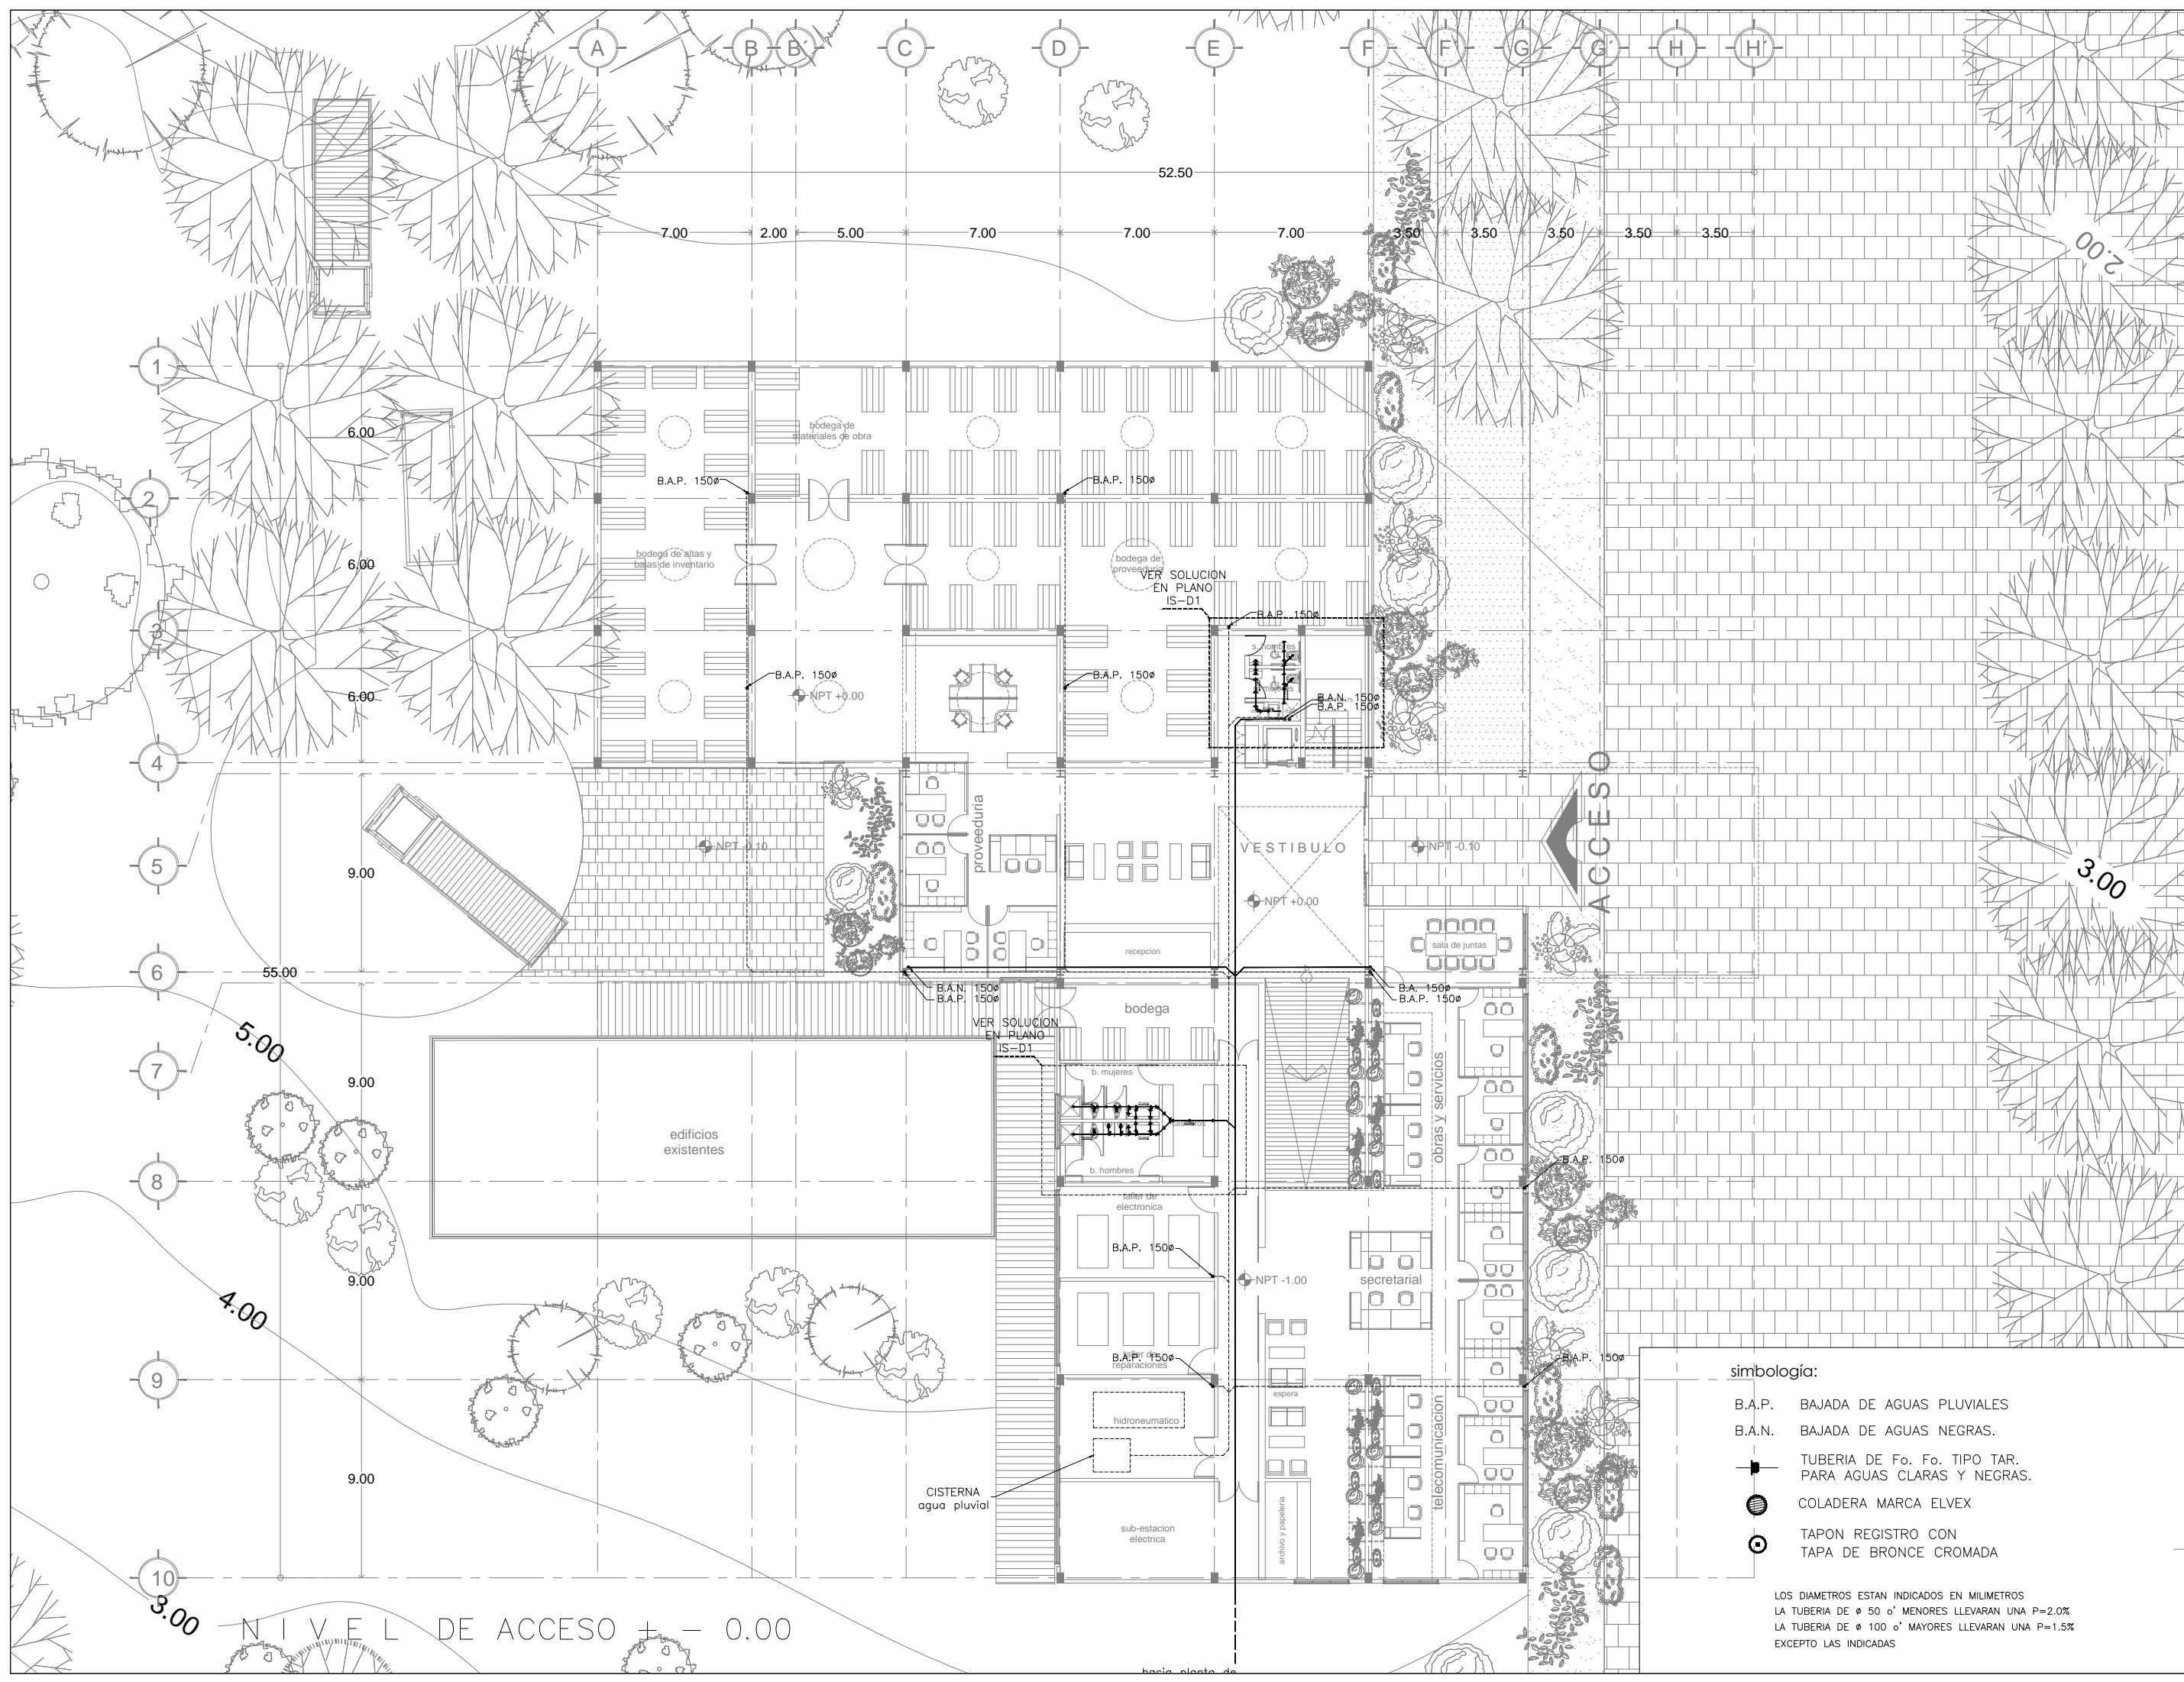 A
B
B´
C
D
E
F
F´
G
G´
H
H´
52.50
7.00
2.00
5.00
7.00
7.00
7.00
3.50
3.50
3.50
3.50
3.50
2.00
1
6.00
bodega de
materiales de obra
2
B.A.P. 150ø
B.A.P. 150ø
6.00
bodega de altas y
bajas de inventario
bodega de
proveeduria
VER SOLUCION
EN PLANO
IS-D1
B.A.P. 150ø
3
s. hombres
6.00
B.A.P. 150ø
NPT +0.00
B.A.P. 150ø
B.A.N. 150ø
B.A.P. 150ø
4
ACCESO
proveeduria
5
NPT -0.10
VESTIBULO
NPT -0.10
9.00
3.00
NPT +0.00
recepcion
sala de juntas
6
55.00
B.A.N. 150ø
B.A.P. 150ø
B.A. 150ø
B.A.P. 150ø
bodega
VER SOLUCION
EN PLANO
IS-D1
5.00
7
9.00
b. mujeres
obras y servicios
edificios
existentes
b. hombres
8
B.A.P. 150ø
taller de
electronica
B.A.P. 150ø
9.00
NPT -1.00
secretarial
4.00
9
taller de
B.A.P. 150ø
reparaciones
B.A.P. 150ø
espera
hidroneumatico
telecomunicacion
9.00
CISTERNA
agua pluvial
sub-estacion
electrica
archivo y papeleria
10
3.00
NIVEL DE ACCESO + - 0.00
hacia planta de
simbología:
B.A.P. BAJADA DE AGUAS PLUVIALES
B.A.N. BAJADA DE AGUAS NEGRAS.
TUBERIA DE Fo. Fo. TIPO TAR.
PARA AGUAS CLARAS Y NEGRAS.
COLADERA MARCA ELVEX
TAPON REGISTRO CON
TAPA DE BRONCE CROMADA
LOS DIAMETROS ESTAN INDICADOS EN MILIMETROS
LA TUBERIA DE ø 50 o' MENORES LLEVARAN UNA P=2.0%
LA TUBERIA DE ø 100 o' MAYORES LLEVARAN UNA P=1.5%
EXCEPTO LAS INDICADAS